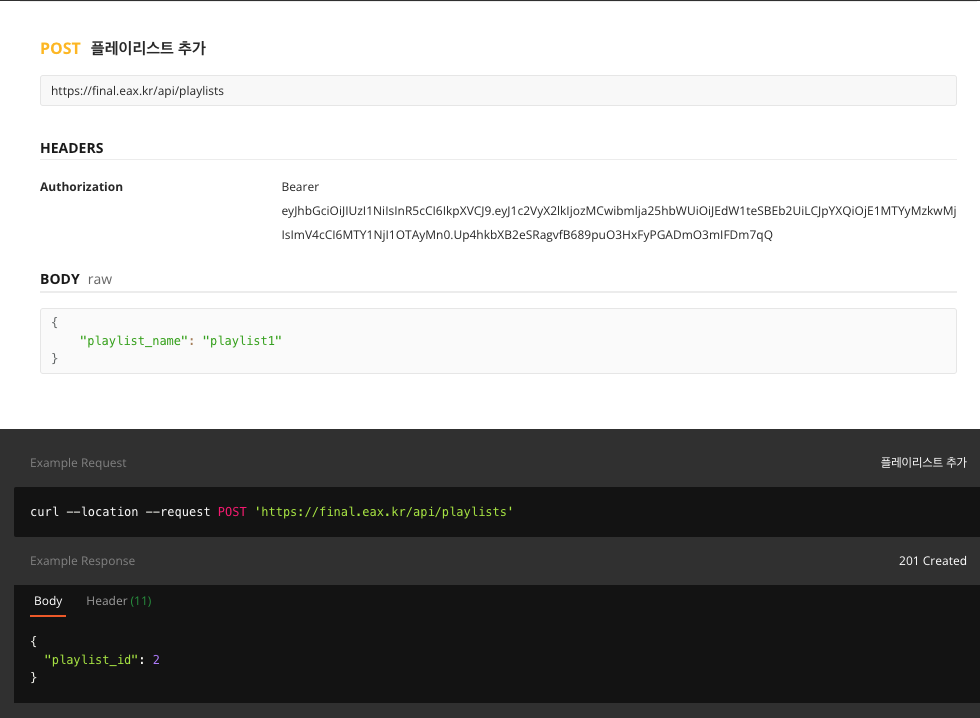 POST 플레이리스트 추가
https://final.eax.kr/api/playlists
HEADERS
Authorization Bearer
eyJhbGciOiJIUzI1NiIsInR5cCI6IkpXVCJ9.eyJ1c2VyX2lkIjozMCwibmlja25hbWUiOiJEdW1teSBEb2UiLCJpYXQiOjE1MTYyMzkwMj
IsImV4cCI6MTY1NjI1OTAyMn0.Up4hkbXB2eSRagvfB689puO3HxFyPGADmO3mIFDm7qQ
BODY raw
{
"playlist_name": "playlist1"
}
Example Request 플레이리스트 추가
curl --location --request POST 'https://final.eax.kr/api/playlists'
Example Response 201 Created
Body Header (11)
{
"playlist_id": 2
}